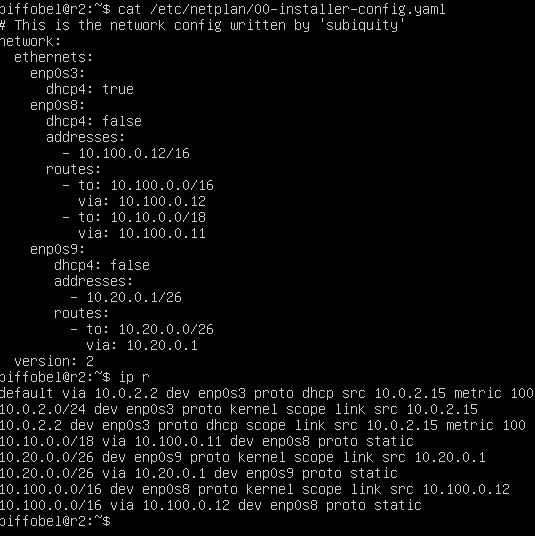 biffobel@r2:~$ cat /etc/netplan/00-installer-config.yaml
# This is the network config written by 'subiquity'
network:
  ethernets:
    enp0s3:
      dhcp4: true
    enp0s8:
      dhcp4: false
      addresses:
        - 10.100.0.12/16
      routes:
        - to: 10.100.0.0/16
          via: 10.100.0.12
        - to: 10.10.0.0/18
          via: 10.100.0.11
    enp0s9:
       dhcp4: false
       addresses:
         - 10.20.0.1/26
       routes:
         - to: 10.20.0.0/26
           via: 10.20.0.1
  version: 2
biffobel@r2:~$ ip r
default via 10.0.2.2 dev enp0s3 proto dhcp src 10.0.2.15 metric 100
10.0.2.0/24 dev enp0s3 proto kernel scope link src 10.0.2.15
10.0.2.2 dev enp0s3 proto dhcp scope link src 10.0.2.15 metric 100
10.10.0.0/18 via 10.100.0.11 dev enp0s8 proto static
10.20.0.0/26 dev enp0s9 proto kernel scope link src 10.20.0.1
10.20.0.0/26 via 10.20.0.1 dev enp0s9 proto static
10.100.0.0/16 dev enp0s8 proto kernel scope link src 10.100.0.12
10.100.0.0/16 via 10.100.0.12 dev enp0s8 proto static
biffobel@r2:~$